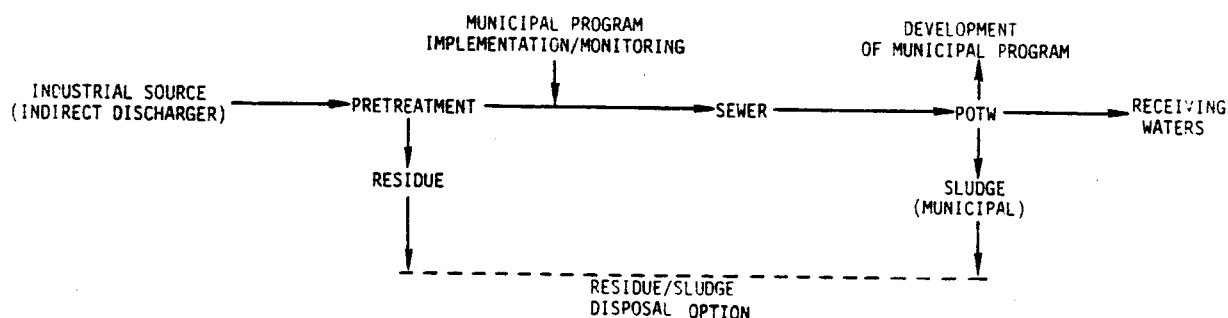 MUNICIPAL PROGRAM
IMPLEMENTATION/MONITORING
DEVELOPMENT
OF MUNICIPAL PROGRAM
INDUSTRIAL SOURCE
(INDIRECT DISCHARGER)
PRETREATMENT
SEWER
POTW
RECEIVING
WATERS
RESIDUE
SLUDGE
(MUNICIPAL)
RESIDUE/SLUDGE
DISPOSAL OPTION